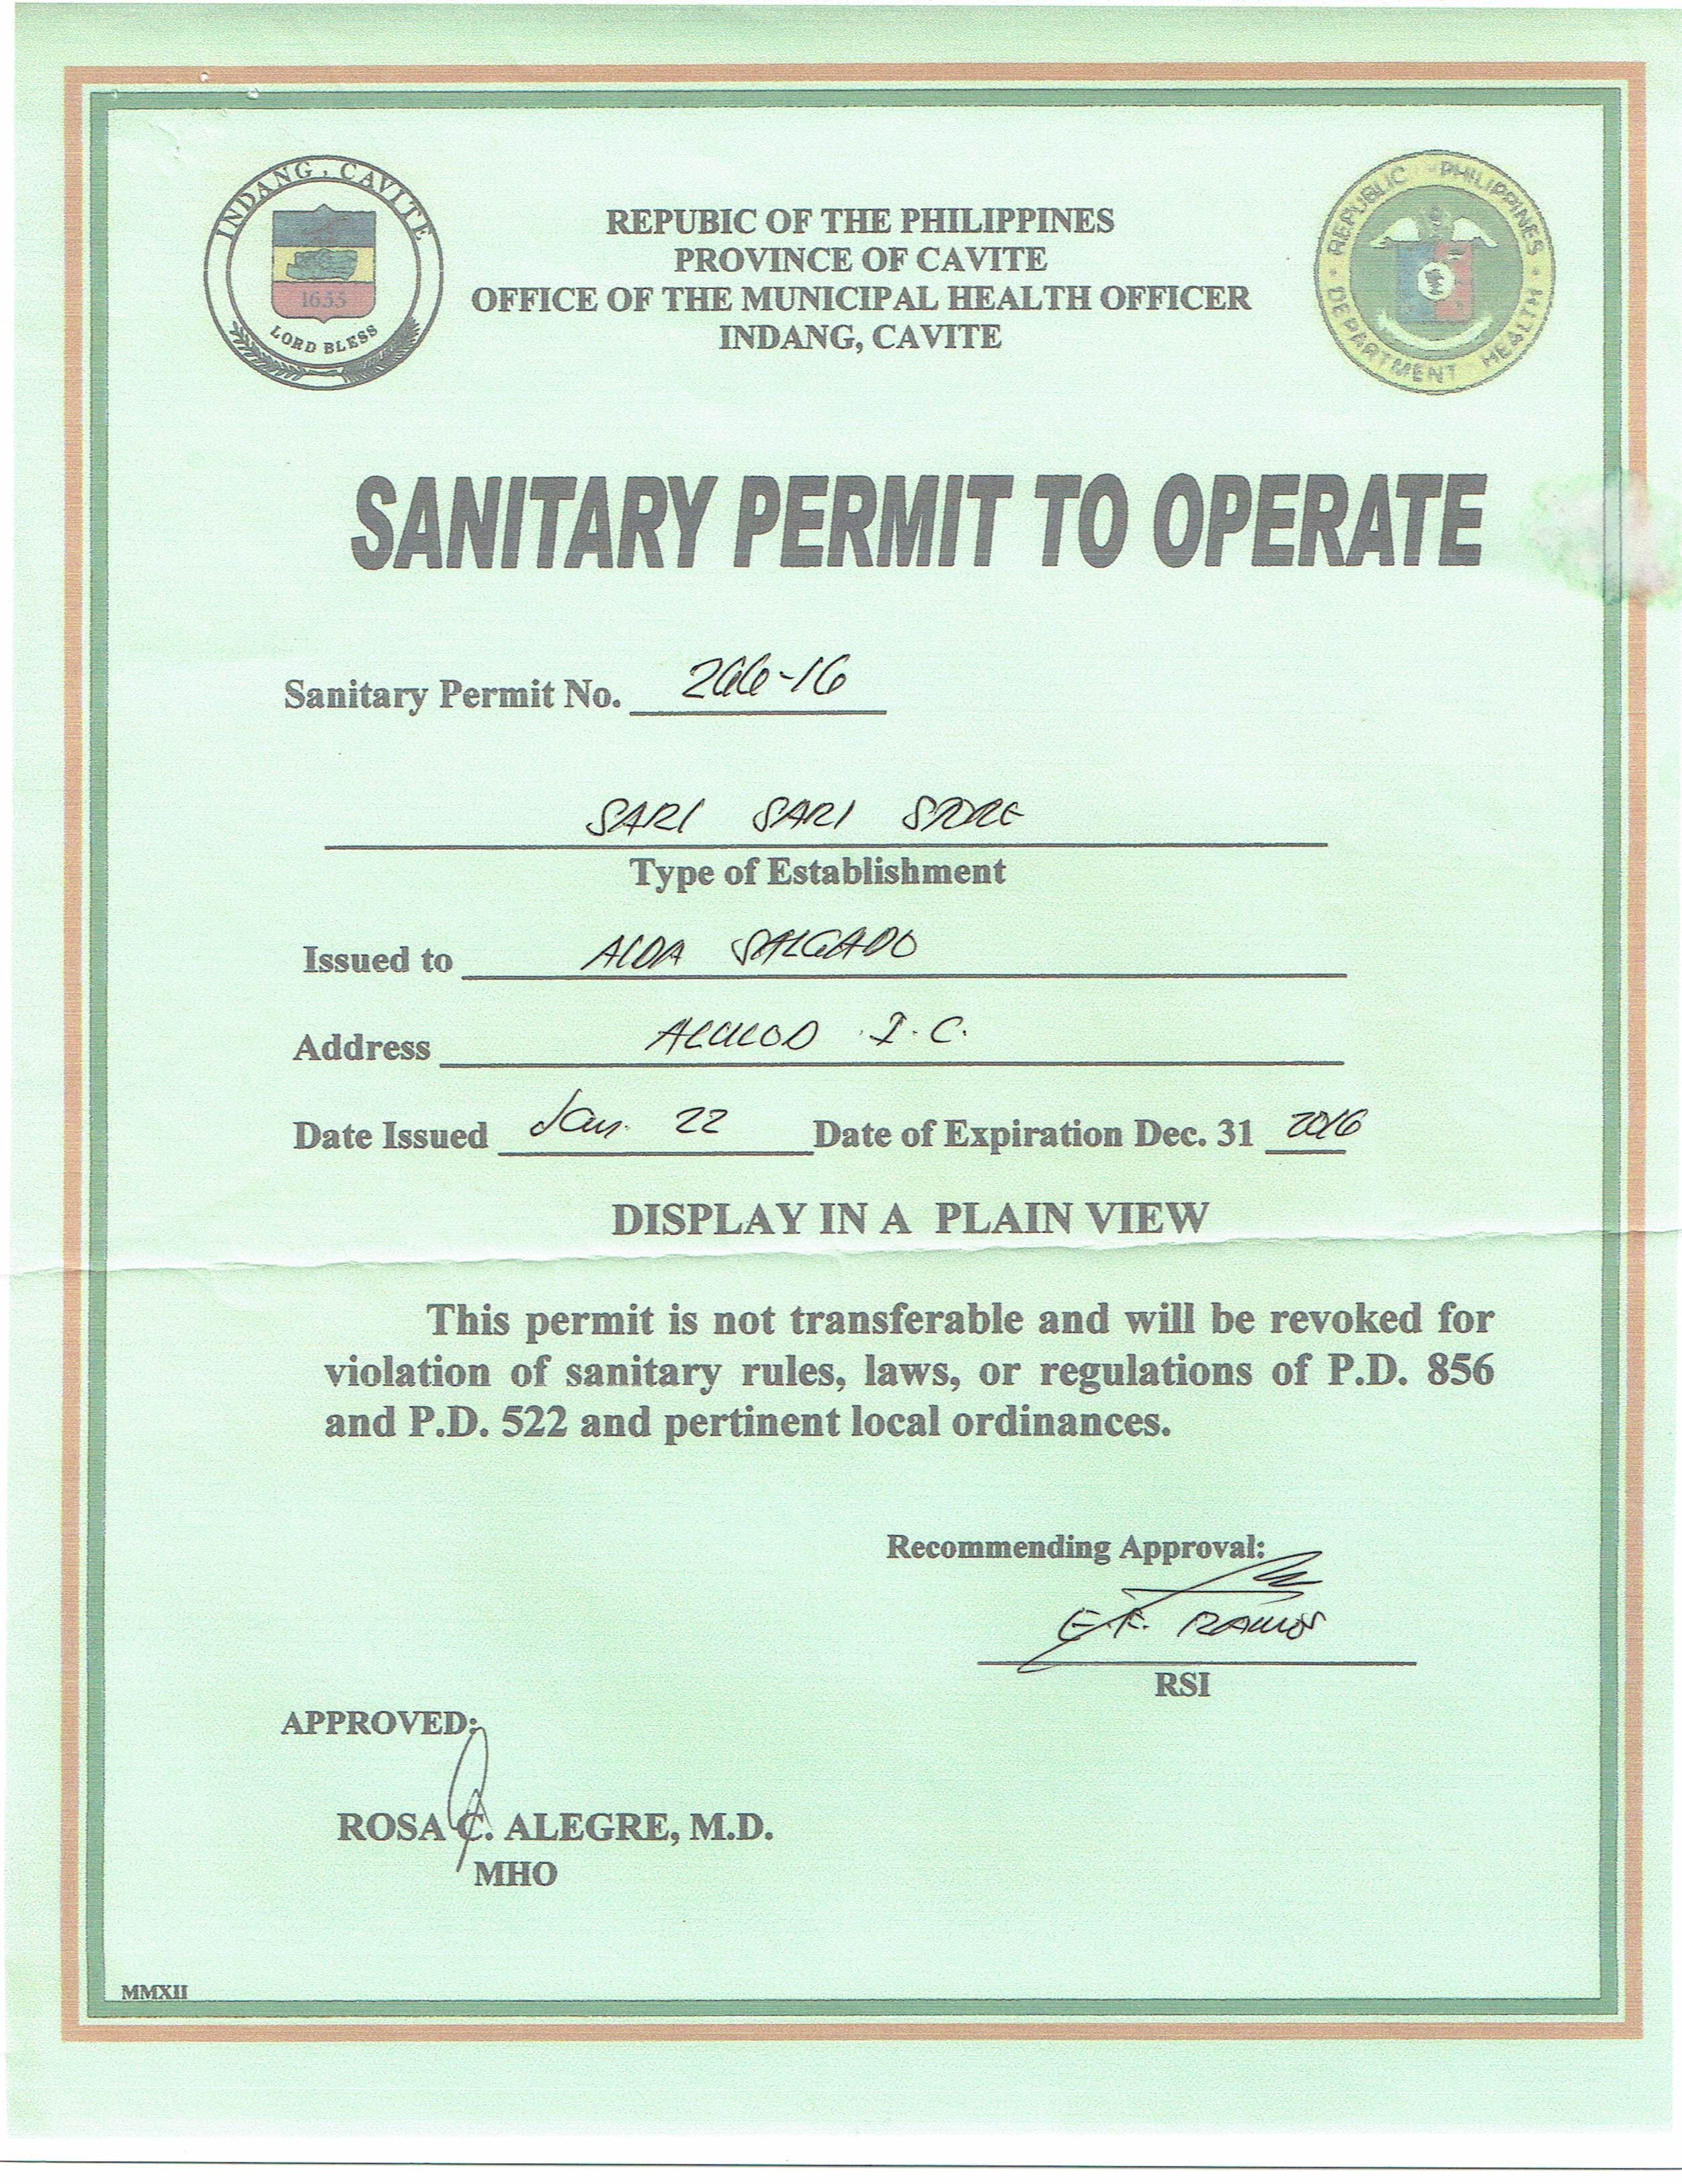 INDANG, CAVITE
1655
LORD BLESS
REPUBLIC PHILIPPINES
DEPARTMENT HEALTH
REPUBIC OF THE PHILIPPINES
PROVINCE OF CAVITE
OFFICE OF THE MUNICIPAL HEALTH OFFICER
INDANG, CAVITE
SANITARY PERMIT TO OPERATE
Sanitary Permit No. 266-16
SARI SARI STORE
Type of Establishment
Issued to AIDA SALGADO
Address ALULOD I.C.
Date Issued Jan. 22 Date of Expiration Dec. 31 2016
DISPLAY IN A PLAIN VIEW
This permit is not transferable and will be revoked for
violation of sanitary rules, laws, or regulations of P.D. 856
and P.D. 522 and pertinent local ordinances.
Recommending Approval:
E.F. RAMOS
RSI
APPROVED:
ROSA C. ALEGRE, M.D.
MHO
MMXII